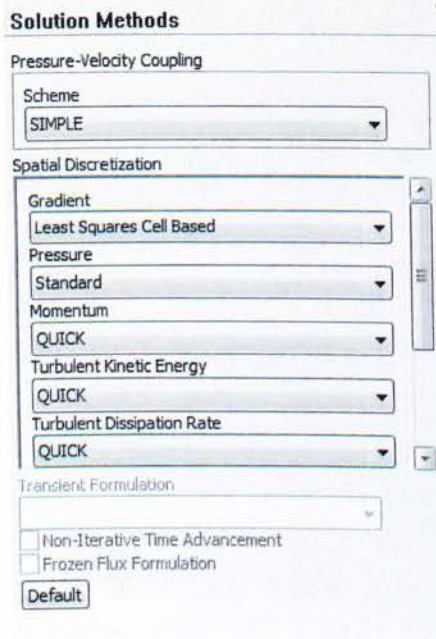 Solution Methods
Pressure-Velocity Coupling
Scheme
SIMPLE
Spatial Discretization
Gradient
Least Squares Cell Based
Pressure
Standard
Momentum
QUICK
Turbulent Kinetic Energy
QUICK
Turbulent Dissipation Rate
QUICK
Transient Formulation
Non-Iterative Time Advancement
Frozen Flux Formulation
Default